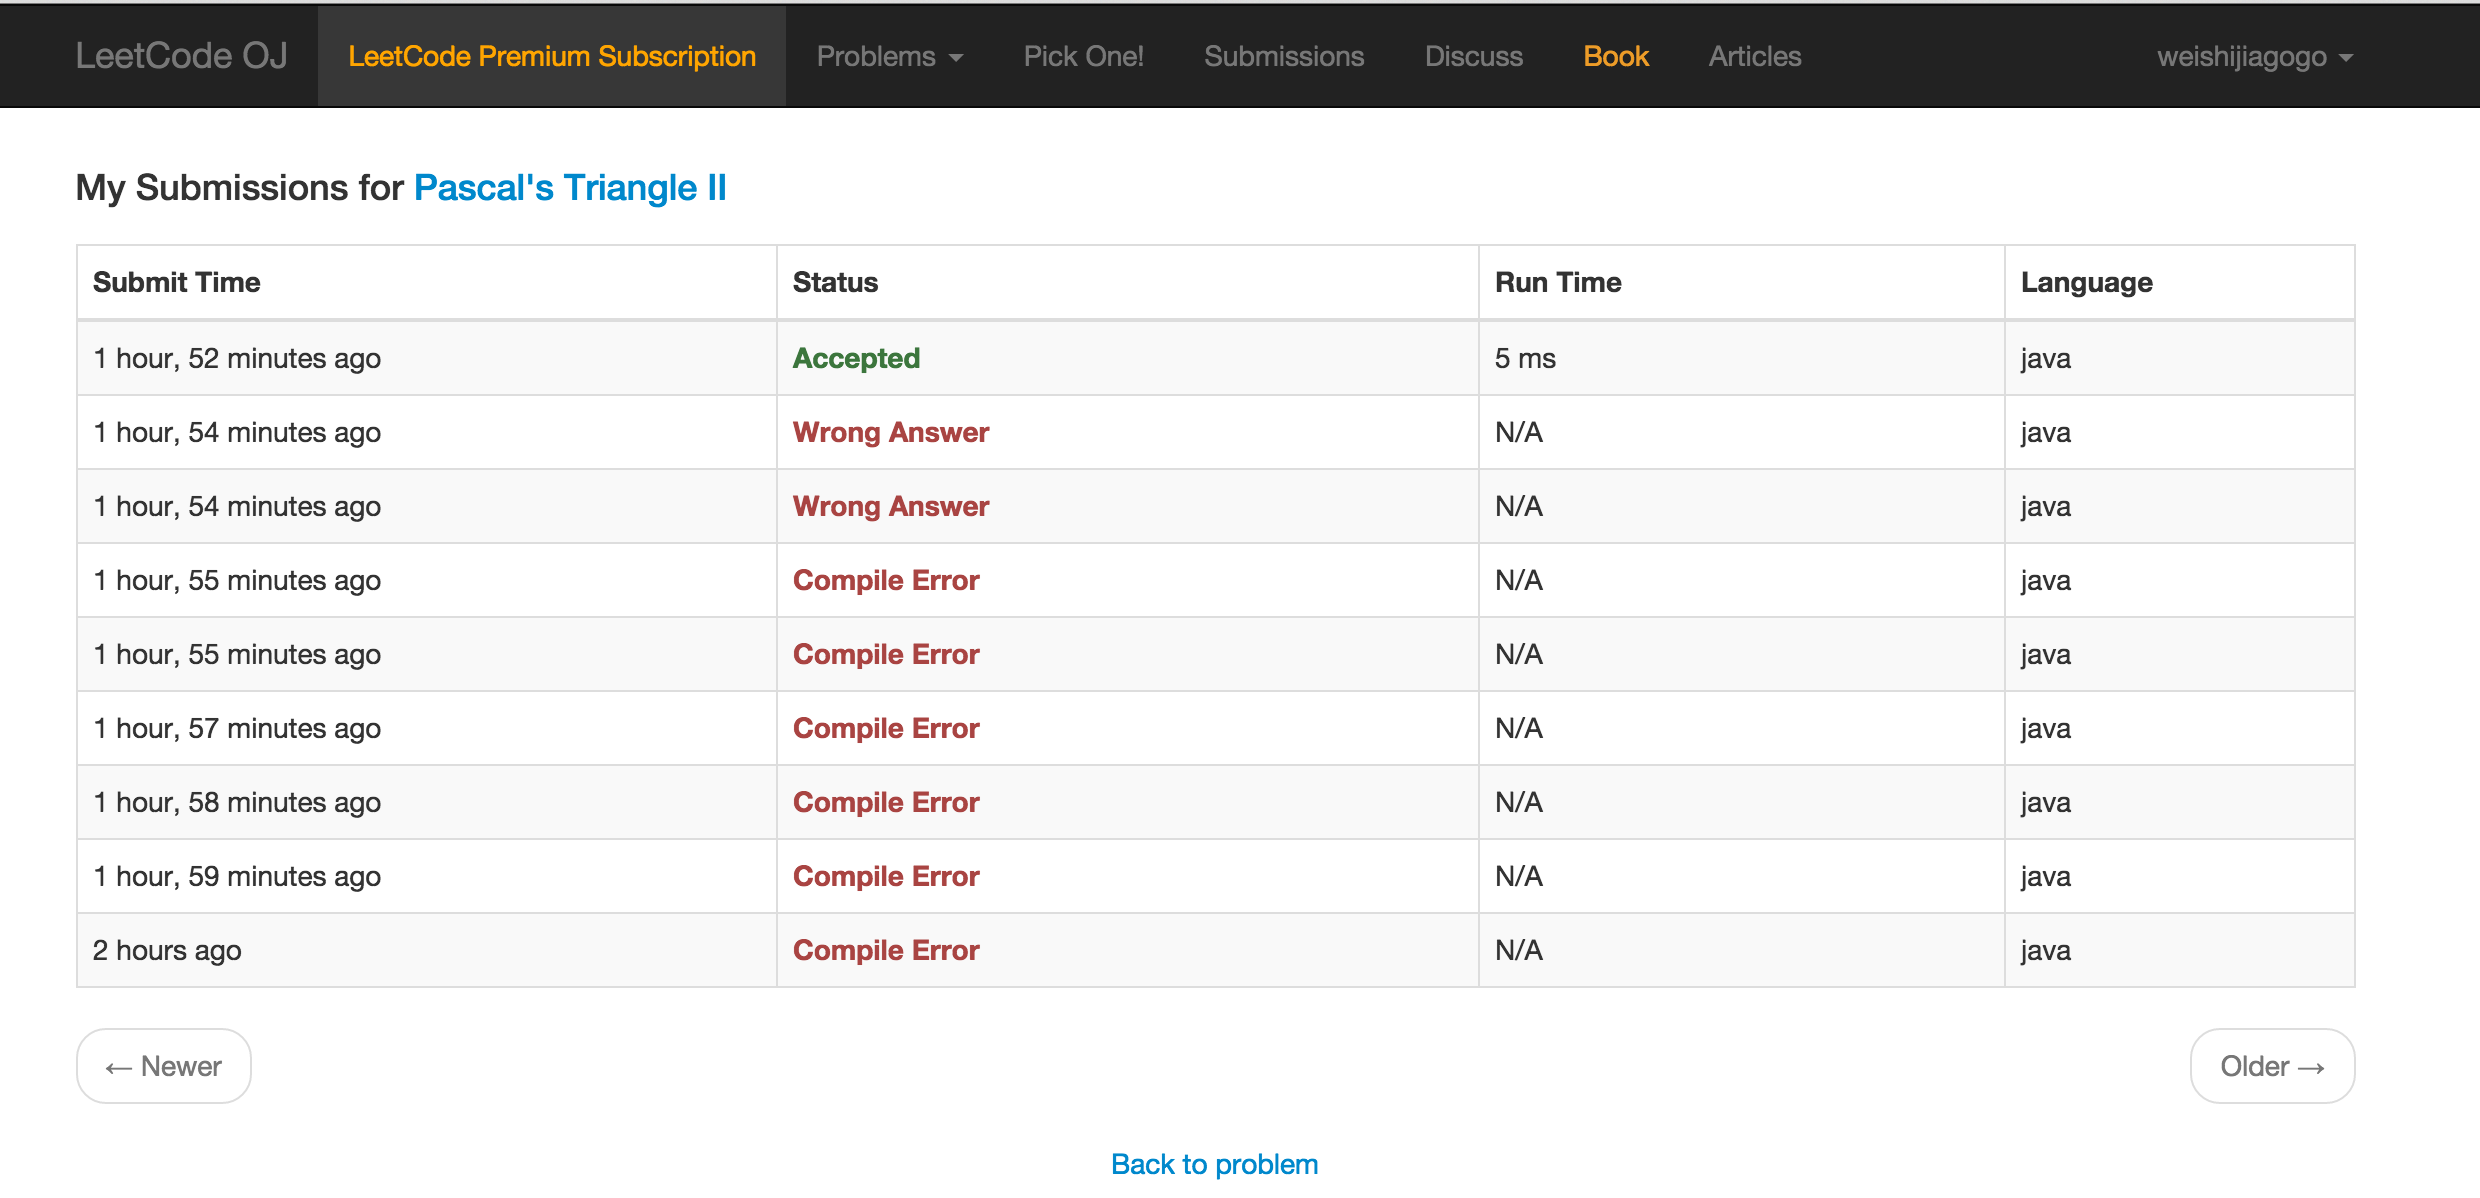 LeetCode OJ LeetCode Premium Subscription Problems Pick One! Submissions Discuss Book Articles weishijiagogo
My Submissions for Pascal's Triangle II
Submit Time Status Run Time Language
1 hour, 52 minutes ago Accepted 5 ms java
1 hour, 54 minutes ago Wrong Answer N/A java
1 hour, 54 minutes ago Wrong Answer N/A java
1 hour, 55 minutes ago Compile Error N/A java
1 hour, 55 minutes ago Compile Error N/A java
1 hour, 57 minutes ago Compile Error N/A java
1 hour, 58 minutes ago Compile Error N/A java
1 hour, 59 minutes ago Compile Error N/A java
2 hours ago Compile Error N/A java
← Newer Older →
Back to problem